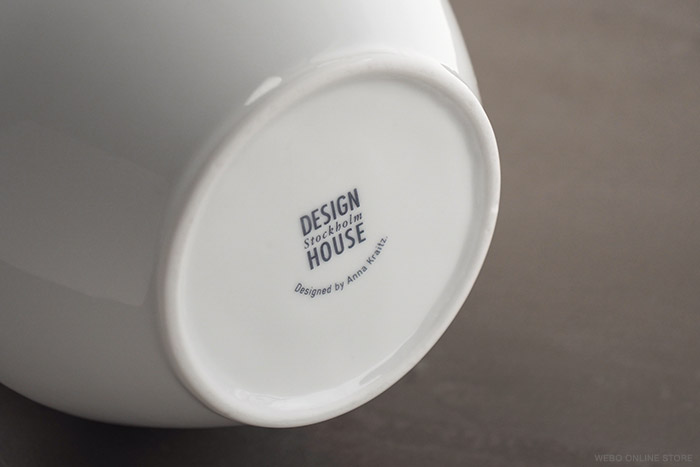 DESIGN
Stockholm
HOUSE
Designed by Anna Kraitz.
WEBO ONLINE STORE